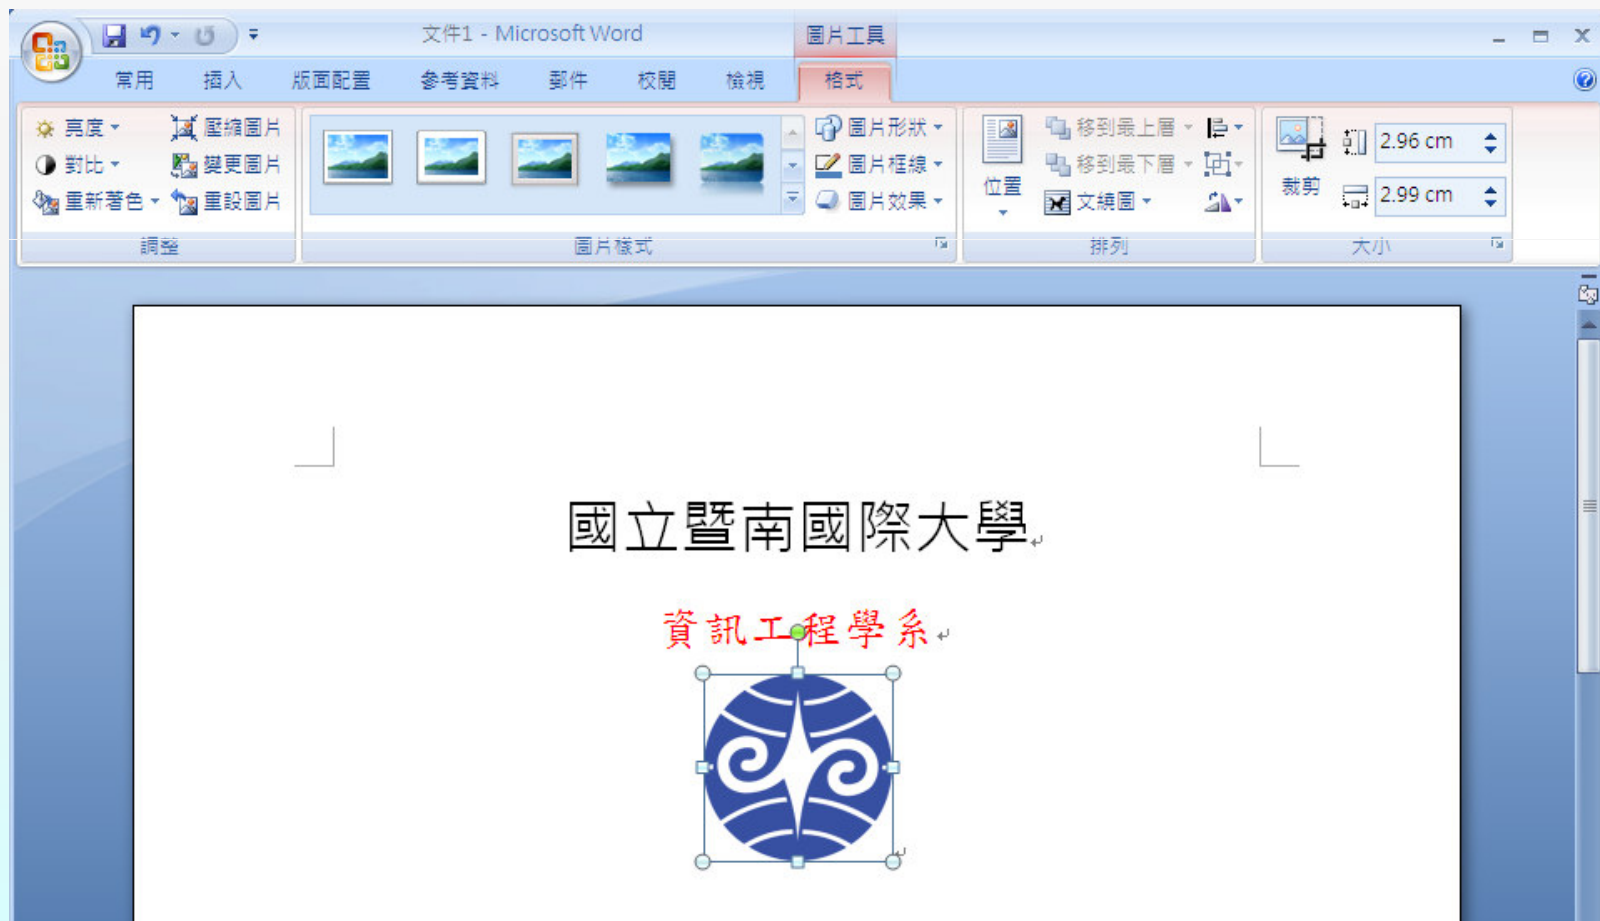 文件1 - Microsoft Word
圖片工具
常用
插入
版面配置
參考資料
郵件
校閱
檢視
格式
亮度
對比
重新著色
壓縮圖片
變更圖片
重設圖片
調整
圖片形狀
圖片框線
圖片效果
圖片樣式
位置
移到最上層
移到最下層
文繞圖
排列
裁剪
2.96 cm
2.99 cm
大小
國立暨南國際大學
資訊工程學系